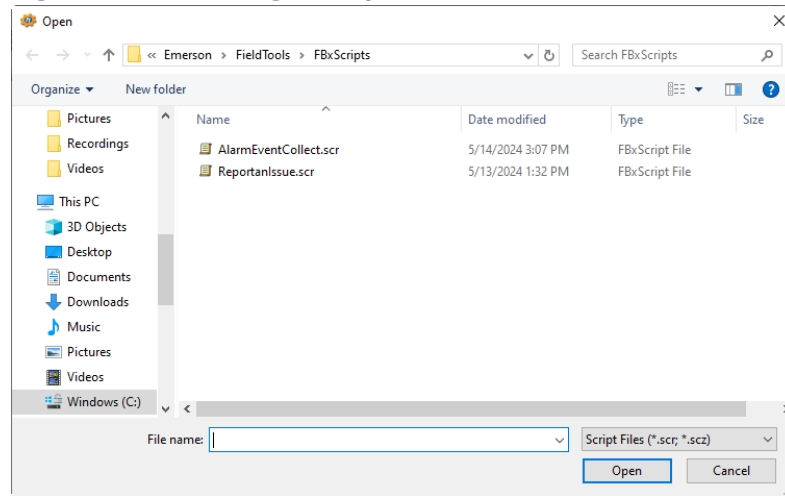 Open
« Emerson > FieldTools > FBxScripts
Search FBxScripts
Organize
New folder
Pictures
Recordings
Videos
This PC
3D Objects
Desktop
Documents
Downloads
Music
Pictures
Videos
Windows (C:)
Name Date modified Type Size
AlarmEventCollect.scr 5/14/2024 3:07 PM FBxScript File
ReportanIssue.scr 5/13/2024 1:32 PM FBxScript File
File name:
Script Files (*.scr; *.scz)
Open
Cancel